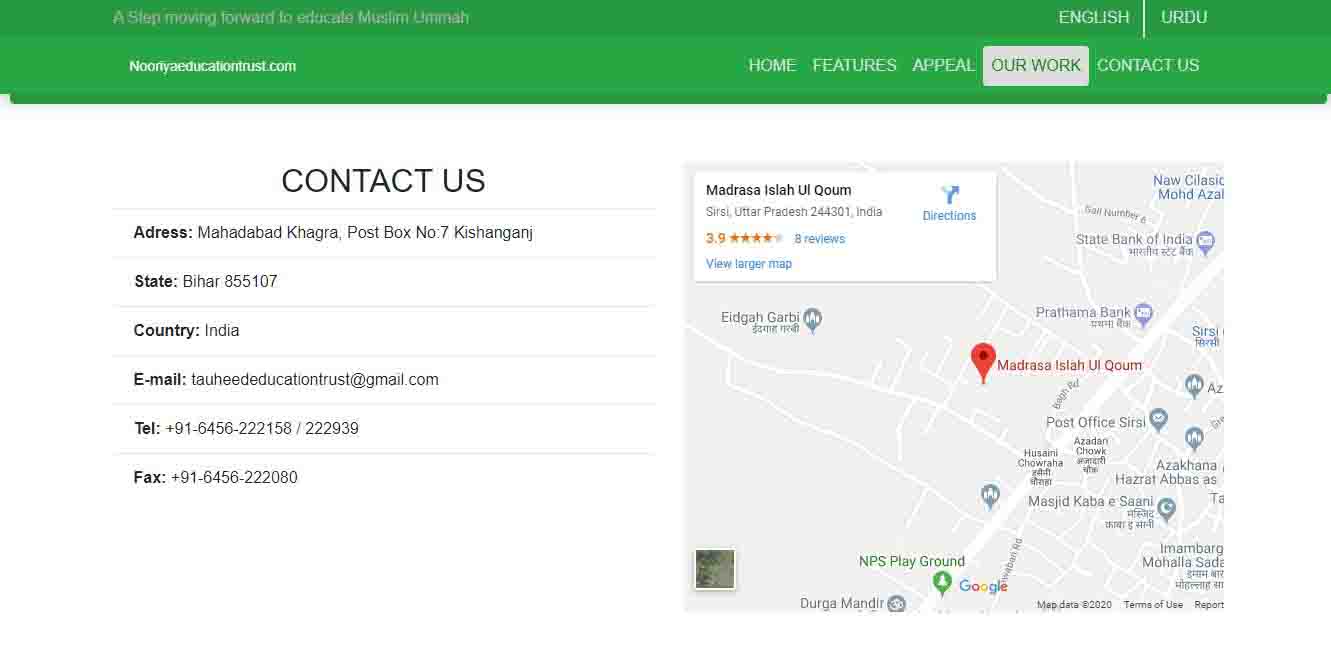 A Step moving forward to educate Muslim Ummah
ENGLISH
URDU
Nooriyaeducationtrust.com
HOME
FEATURES
APPEAL
OUR WORK
CONTACT US
CONTACT US
Adress: Mahadabad Khagra, Post Box No:7 Kishanganj
State: Bihar 855107
Country: India
E-mail: tauheededucationtrust@gmail.com
Tel: +91-6456-222158 / 222939
Fax: +91-6456-222080
Madrasa Islah Ul Qoum
Sirsi, Uttar Pradesh 244301, India
Directions
3.9
8 reviews
View larger map
Naw Cilasic
Mohd Azal
Gali Number 6
State Bank of India
भारतीय स्टेट बैंक
Eidgah Garbi
ईदगाह गरबी
Prathama Bank
प्रथमा बैंक
Sirsi
सिरसी
Madrasa Islah Ul Qoum
Bagh Rd
Az
Post Office Sirsi
Gre
Azadari
Chowk
अजादारी
चौक
Husaini
Chowraha
हुसैनी
चौराहा
Azakhana
Hazrat Abbas as
Masjid Kaba e Saani
मस्जिद
काबा इ सानी
Ta
NPS Play Ground
Imambarg
Mohalla Sada
इमाम बार
मोहल्लाह सा
Durga Mandir
Google
Map data ©2020
Terms of Use
Report